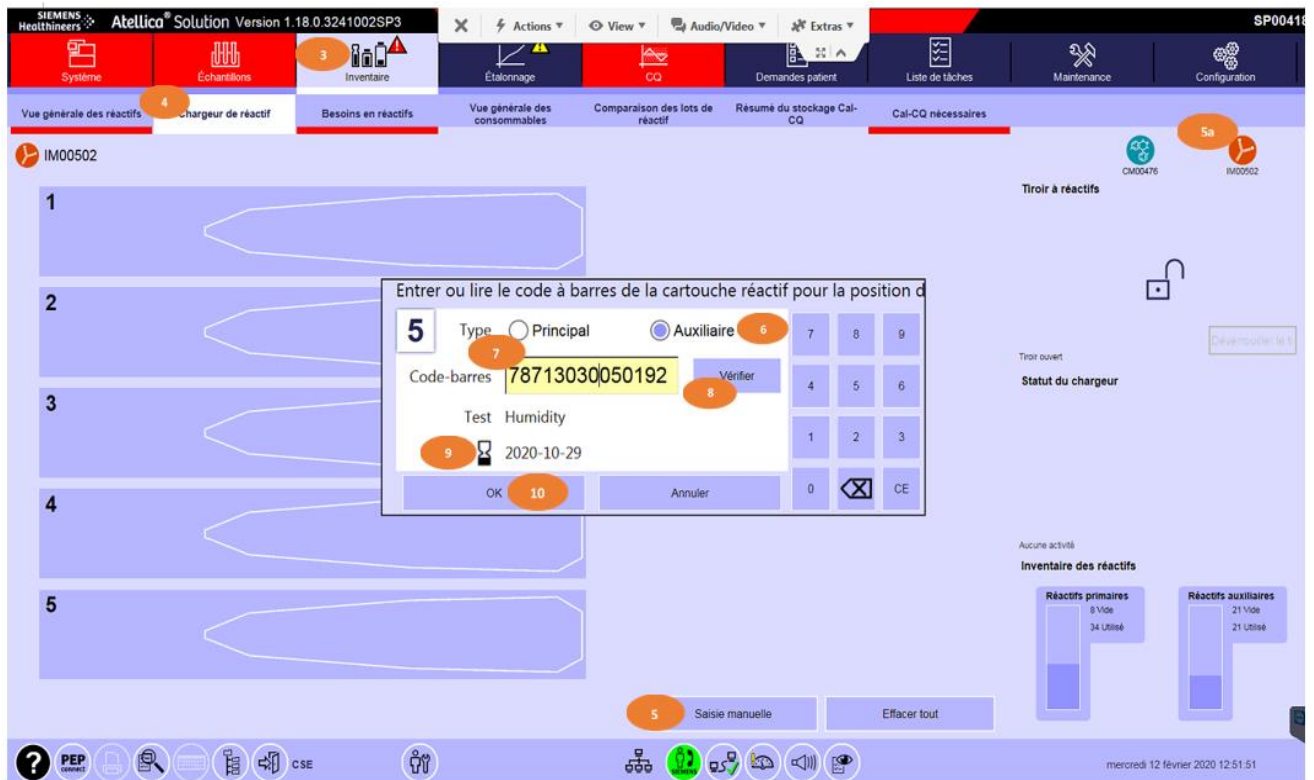 SIEMENS Healthineers Atellica® Solution Version 1.18.0.3241002SP3
Actions View Audio/Video Extras
SP00418
Système
Échantillons
3
Inventaire
Étalonnage
CQ
Demandes patient
Liste de tâches
Maintenance
Configuration
Vue générale des réactifs
4
Chargeur de réactif
Besoins en réactifs
Vue générale des consommables
Comparaison des lots de réactif
Résumé du stockage Cal-CQ
Cal-CQ nécessaires
IM00502
5a
CM00476
IM00502
Tiroir à réactifs
1
2
3
4
5
Entrer ou lire le code à barres de la cartouche réactif pour la position d
5
Type Principal Auxiliaire
6
7
Code-barres 78713030050192
Vérifier
8
Test Humidity
9
2020-10-29
OK
10
Annuler
7 8 9
4 5 6
1 2 3
0 CE
Tiroir ouvert
Statut du chargeur
Aucune activité
Inventaire des réactifs
Réactifs primaires
8 Vide
34 Utilisé
Réactifs auxiliaires
21 Vide
21 Utilisé
5
Saisie manuelle
Effacer tout
?
PEP connect
CSE
SIEMENS
mercredi 12 février 2020 12:51:51